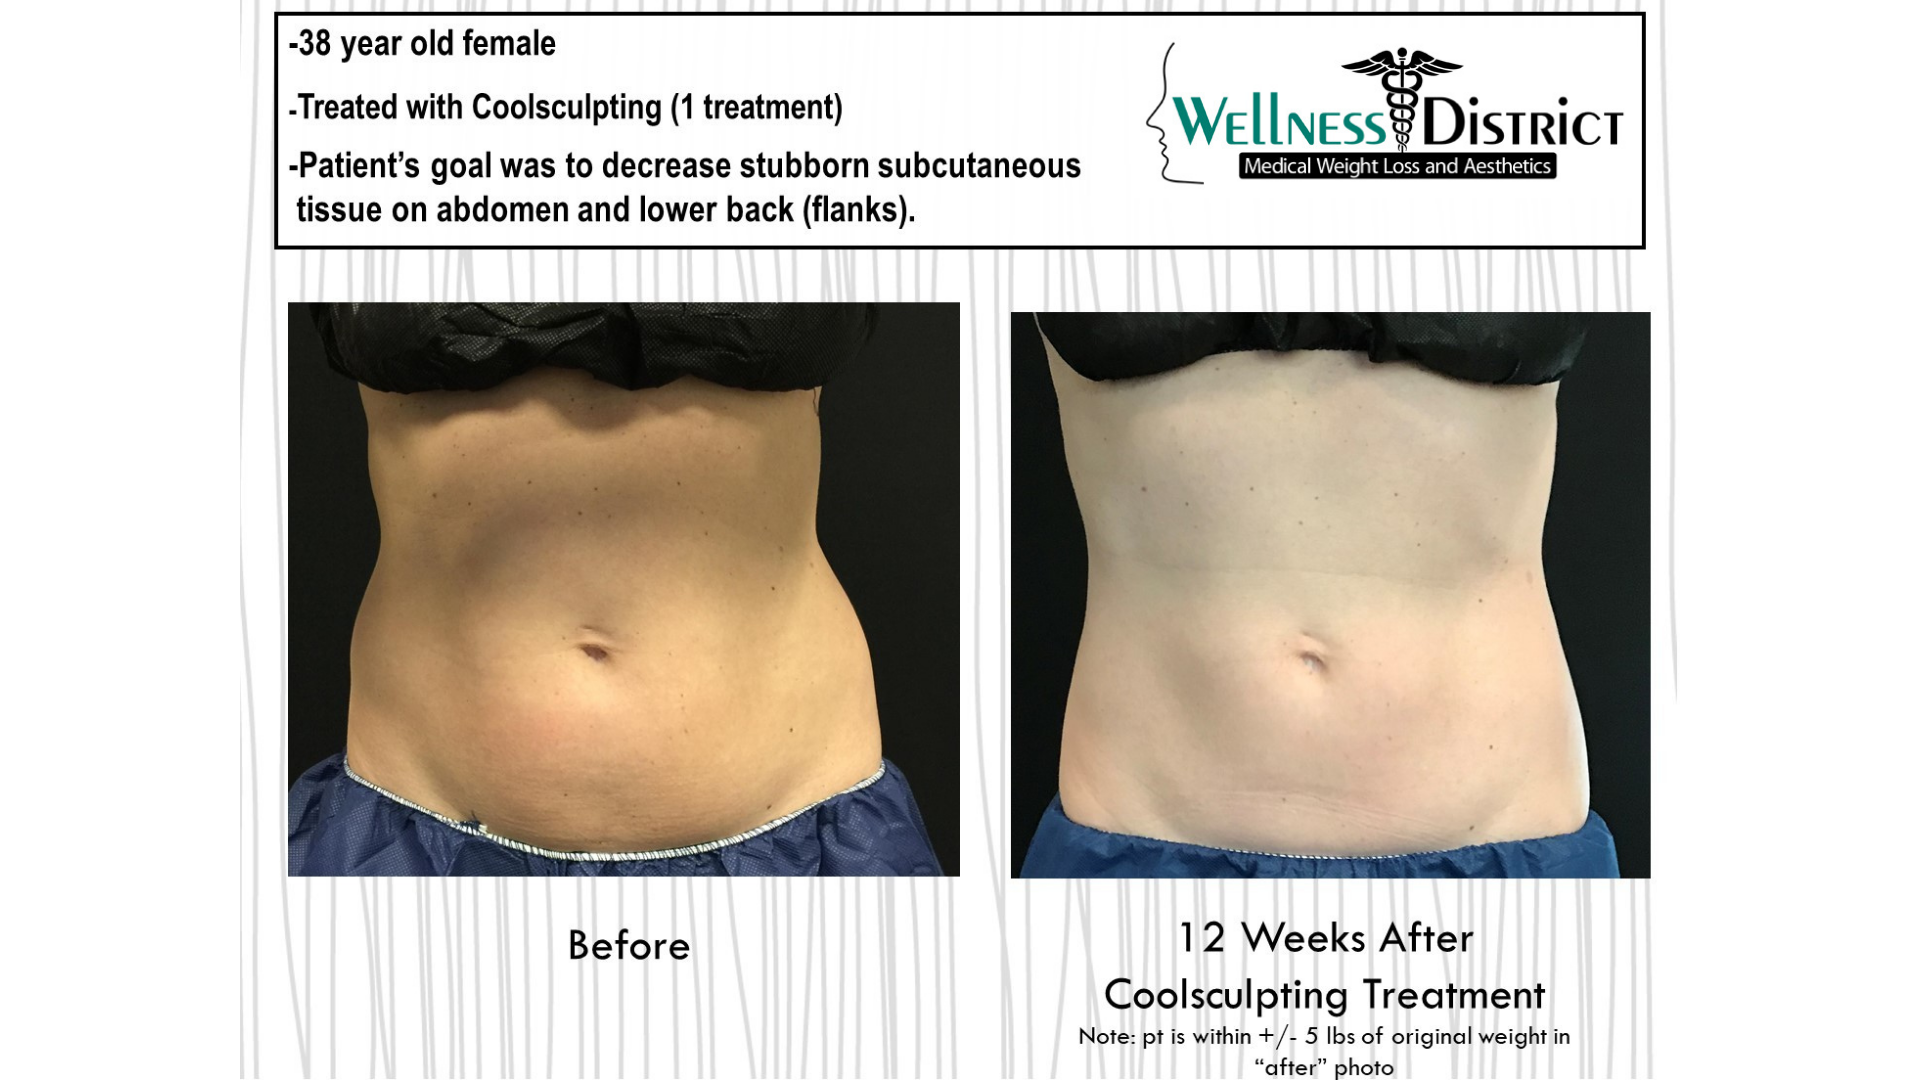 -38 year old female
-Treated with Coolsculpting (1 treatment)
-Patient’s goal was to decrease stubborn subcutaneous
tissue on abdomen and lower back (flanks).
Wellness District
Medical Weight Loss and Aesthetics
Before
12 Weeks After
Coolsculpting Treatment
Note: pt is within +/- 5 lbs of original weight in
“after” photo